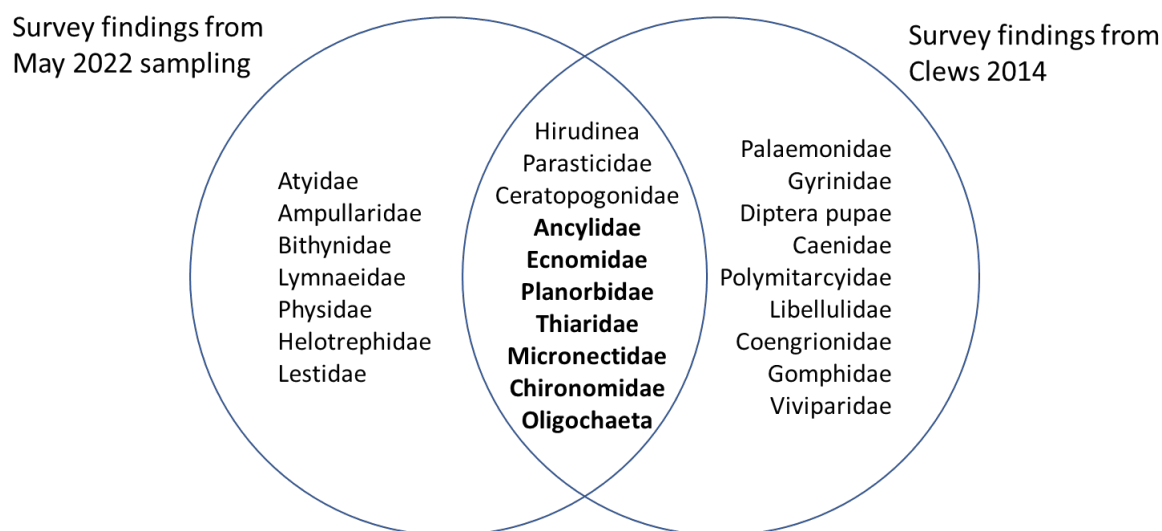 Survey findings from
May 2022 sampling
Survey findings from
Clews 2014
Atyidae
Ampullaridae
Bithynidae
Lymnaeidae
Physidae
Helotrephidae
Lestidae
Hirudinea
Parasticidae
Ceratopogonidae
Ancylidae
Ecnomidae
Planorbidae
Thiaridae
Micronectidae
Chironomidae
Oligochaeta
Palaemonidae
Gyrinidae
Diptera pupae
Caenidae
Polymitarcyidae
Libellulidae
Coengrionidae
Gomphidae
Viviparidae